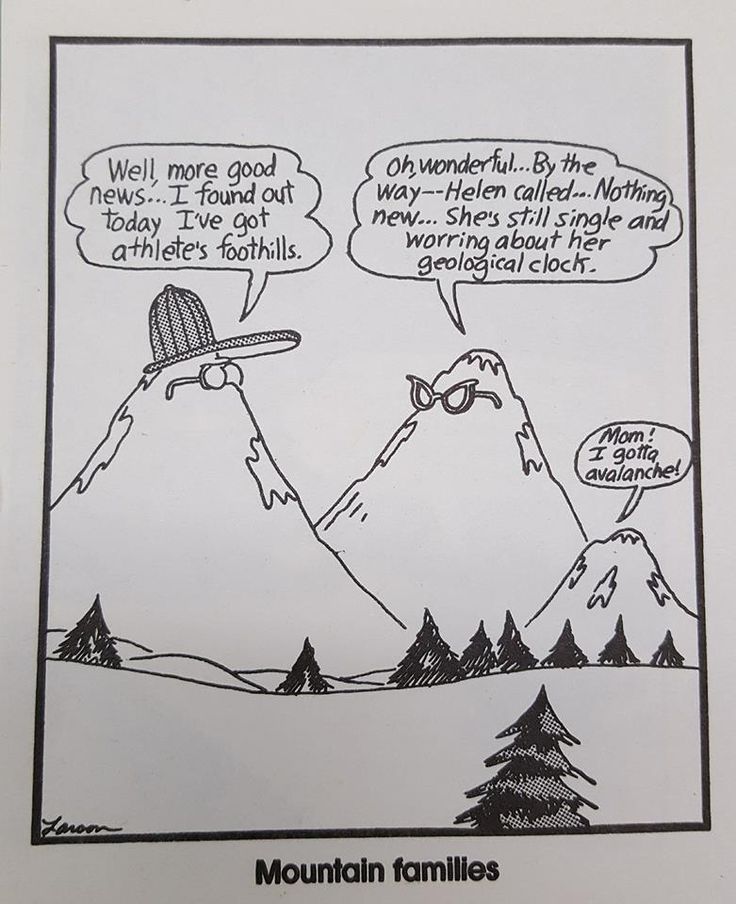 Well, more good
news... I found out
today I've got
athlete's foothills.
Oh, wonderful... By the
way--Helen called... Nothing
new... She's still single and
worring about her
geological clock.
Mom!
I gotta
avalanche!
Larson
Mountain families